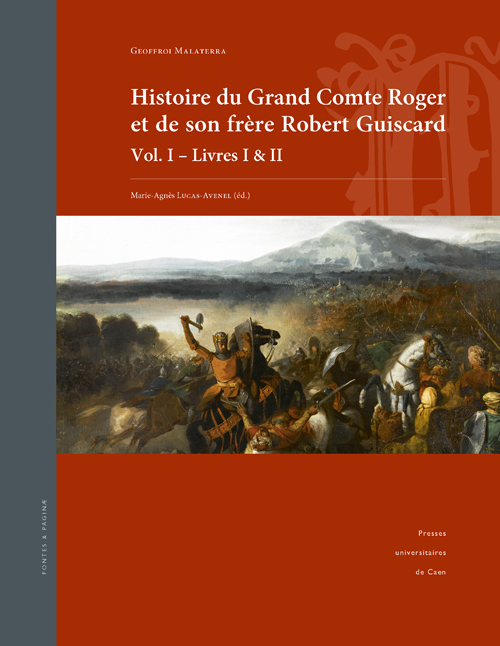 Geoffroi Malaterra
Histoire du Grand Comte Roger
et de son frère Robert Guiscard
Vol. I – Livres I & II
Marie-Agnès Lucas-Avenel (éd.)
FONTES & PAGINÆ
Presses
universitaires
de Caen